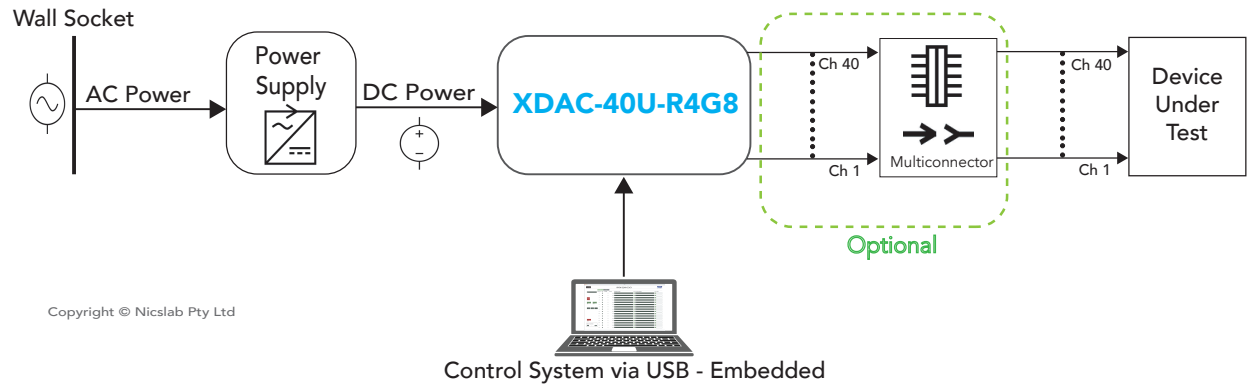 Wall Socket
AC Power
Power
Supply
DC Power
XDAC-40U-R4G8
Ch 40
Ch 1
Multiconnector
Optional
Ch 40
Ch 1
Device
Under
Test
Copyright © Nicslab Pty Ltd
Control System via USB - Embedded